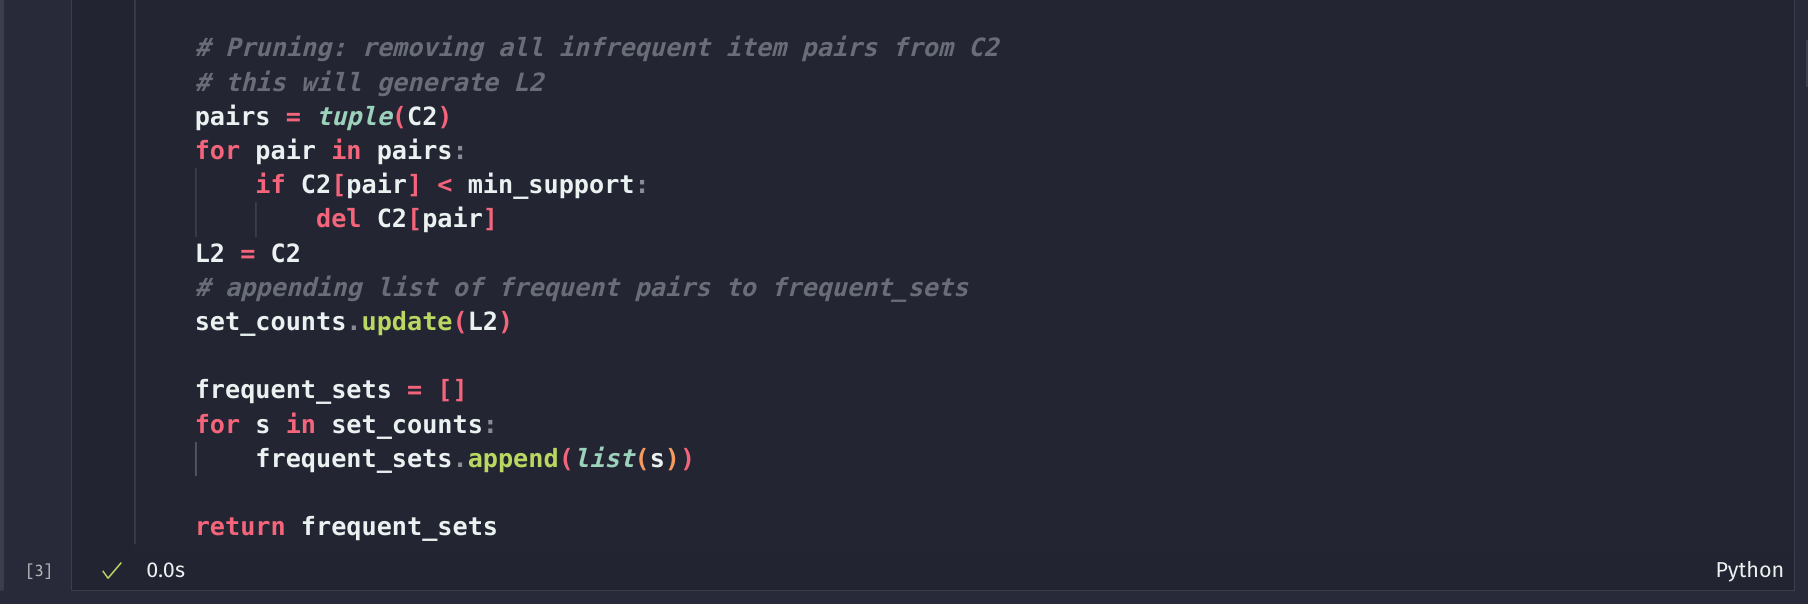 # Pruning: removing all infrequent item pairs from C2
# this will generate L2
pairs = tuple(C2)
for pair in pairs:
    if C2[pair] < min_support:
        del C2[pair]
L2 = C2
# appending list of frequent pairs to frequent_sets
set_counts.update(L2)

frequent_sets = []
for s in set_counts:
    frequent_sets.append(list(s))

return frequent_sets
[3] ✓ 0.0s Python